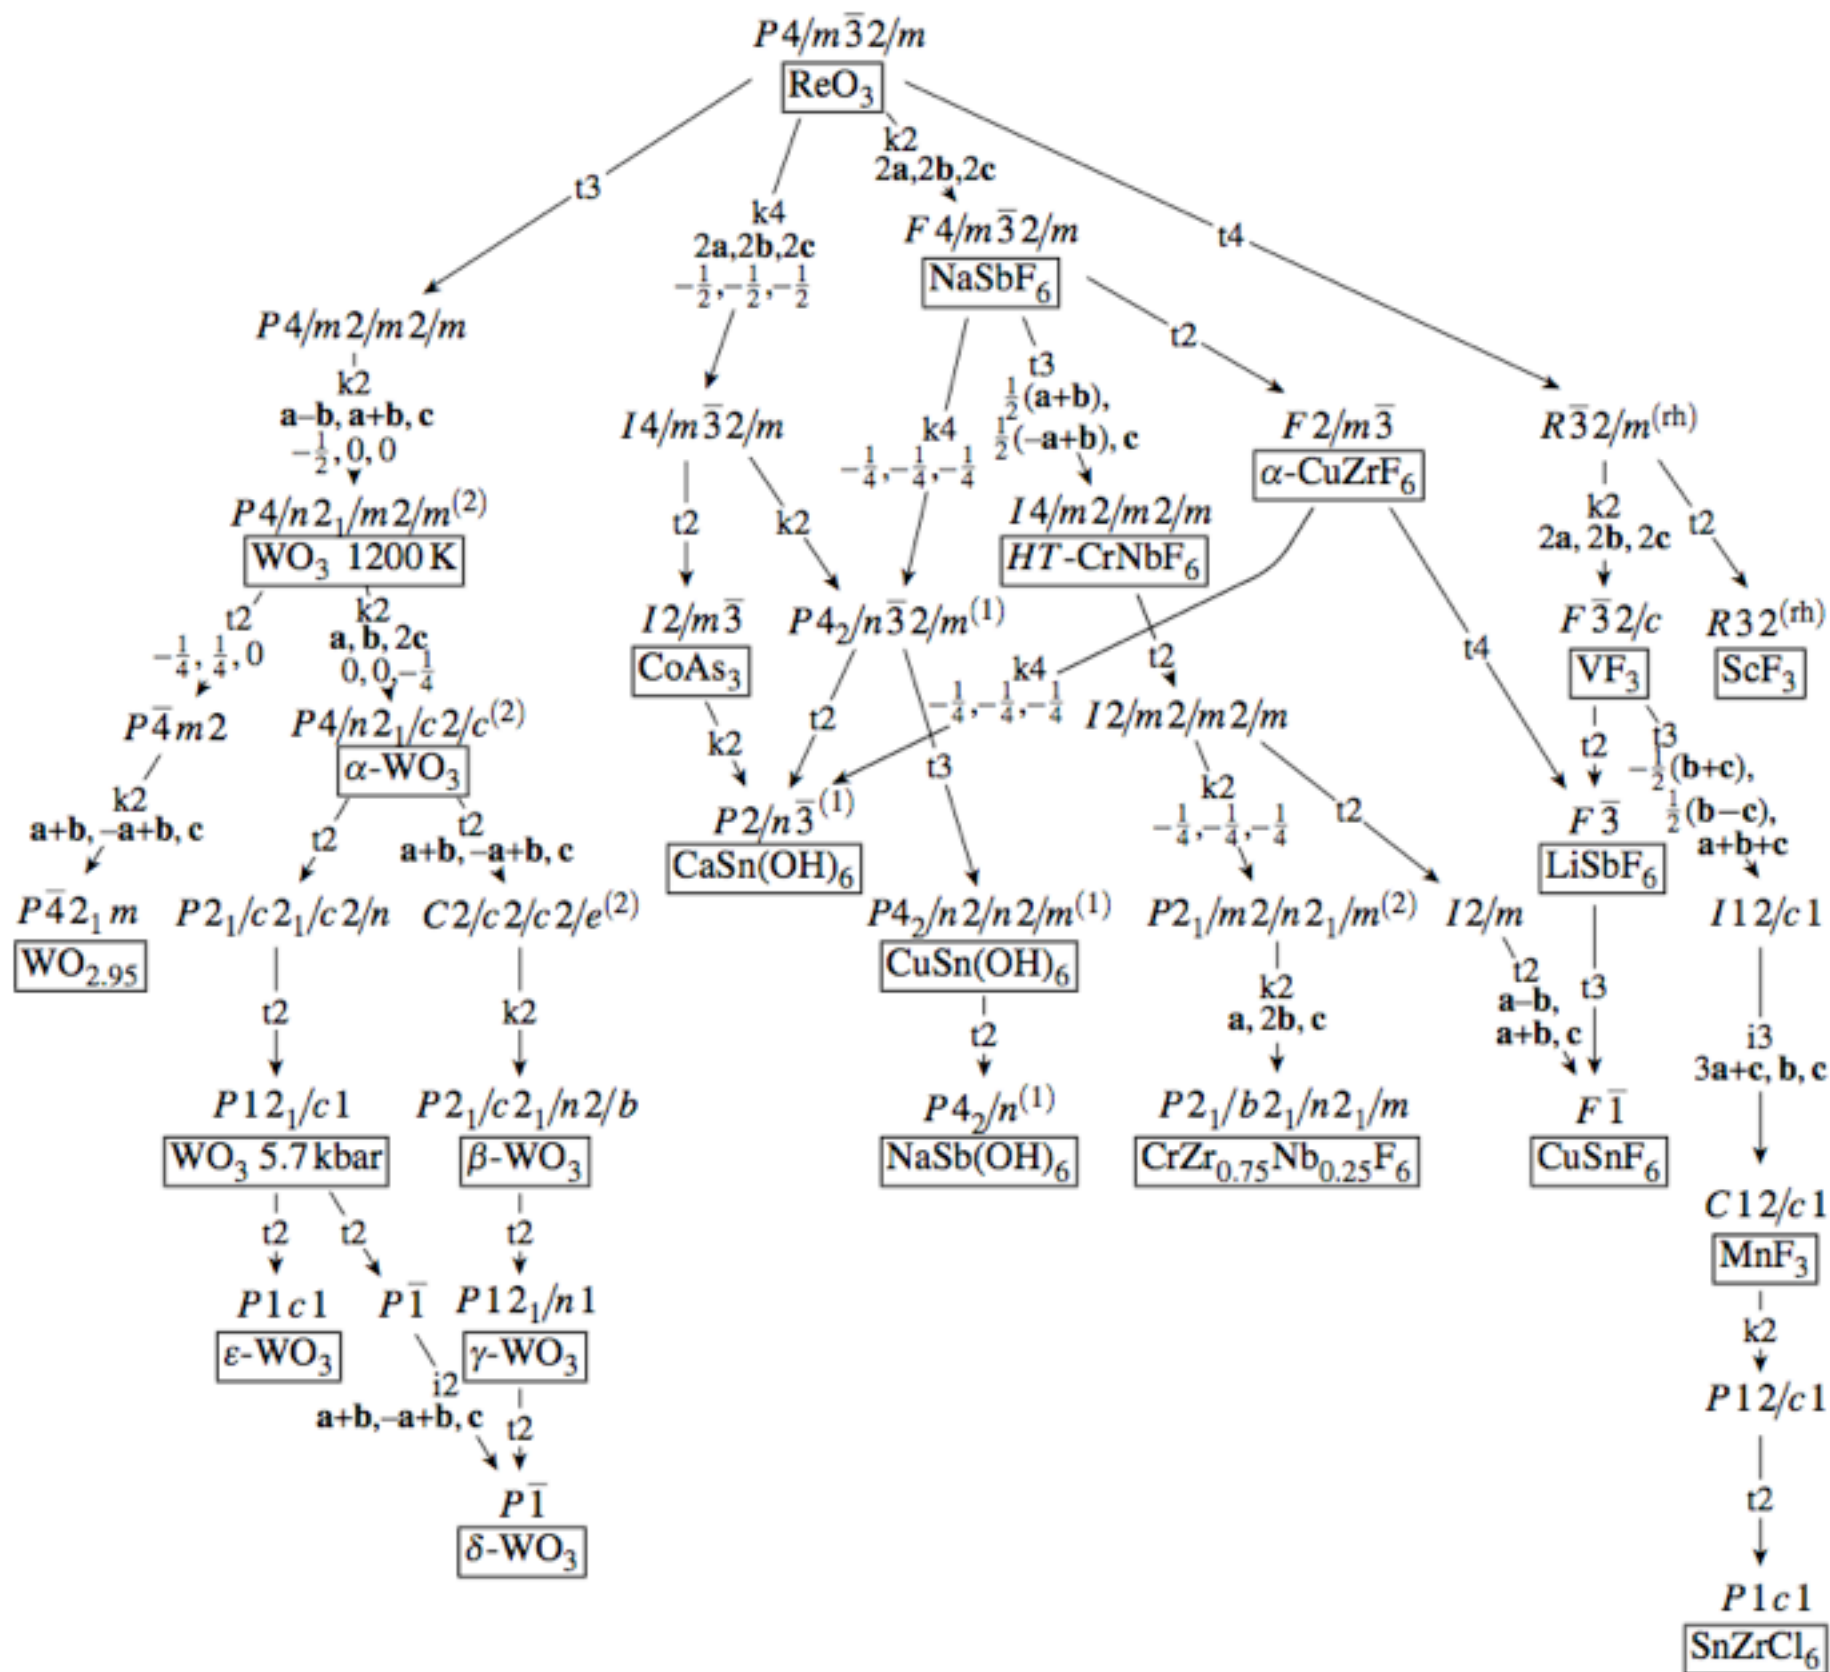 P4/m3̅2/m
ReO₃
k2
2a,2b,2c
t3
k4
2a,2b,2c
−½,−½,−½
F4/m3̅2/m
NaSbF₆
t4
P4/m2/m2/m
k2
a–b, a+b, c
−½,0,0
t2
t3
½(a+b),
½(−a+b), c
k4
−¼,−¼,−¼
I4/m3̅2/m
F2/m3̅
α-CuZrF₆
R3̅2/m(rh)
k2
2a, 2b, 2c
t2
P4/n2₁/m2/m(2)
WO₃ 1200 K
t2
k2
I4/m2/m2/m
HT-CrNbF₆
t2
−¼,¼,0
k2
a, b, 2c
0,0,−¼
I2/m3̅
CoAs₃
P4₂/n3̅2/m(1)
t2
k4
−¼,−¼,−¼
t4
F3̅2/c
VF₃
R32(rh)
ScF₃
P4̅m2
P4/n2₁/c2/c(2)
α-WO₃
k2
t2
t3
I2/m2/m2/m
t2
t3
−½(b+c),
½(b−c),
a+b+c
k2
a+b, −a+b, c
t2
t2
a+b, −a+b, c
k2
−¼,−¼,−¼
t2
P2/n3̅(1)
CaSn(OH)₆
F3̅
LiSbF₆
P4̅2₁m
WO₂.₉₅
P2₁/c2₁/c2/n
C2/c2/c2/e(2)
P4₂/n2/n2/m(1)
CuSn(OH)₆
P2₁/m2/n2₁/m(2)
I2/m
I12/c1
t2
k2
t2
k2
a, 2b, c
t2
a–b,
a+b, c
t3
i3
3a+c, b, c
P12₁/c1
WO₃ 5.7 kbar
P2₁/c2₁/n2/b
β-WO₃
P4₂/n(1)
NaSb(OH)₆
P2₁/b2₁/n2₁/m
CrZr₀.₇₅Nb₀.₂₅F₆
F1̅
CuSnF₆
t2
t2
t2
C12/c1
MnF₃
P1c1
ε-WO₃
P1̅
P12₁/n1
γ-WO₃
k2
i2
a+b,−a+b, c
t2
P12/c1
P1̅
δ-WO₃
t2
P1c1
SnZrCl₆